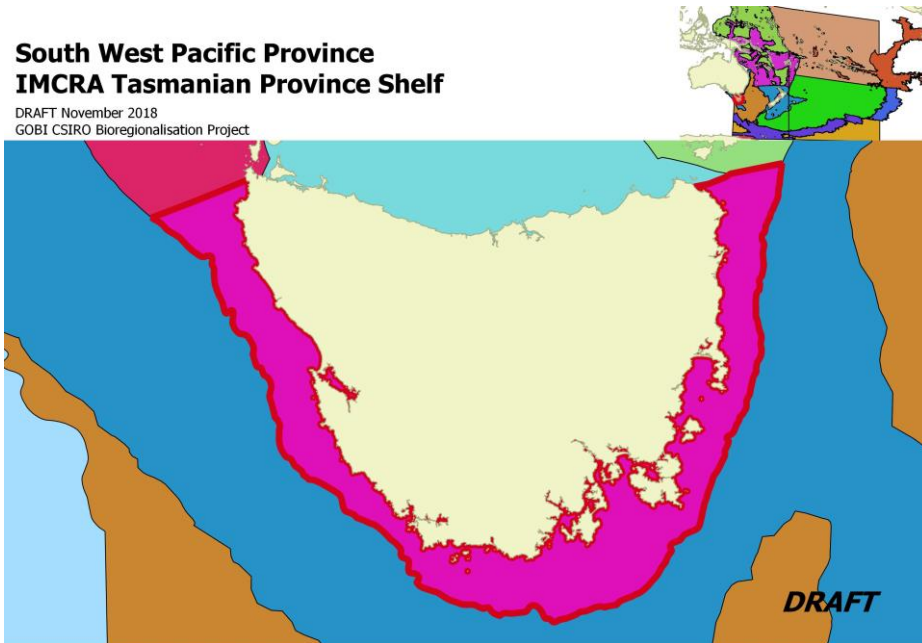 South West Pacific Province
IMCRA Tasmanian Province Shelf
DRAFT November 2018
GOBI CSIRO Bioregionalisation Project
DRAFT